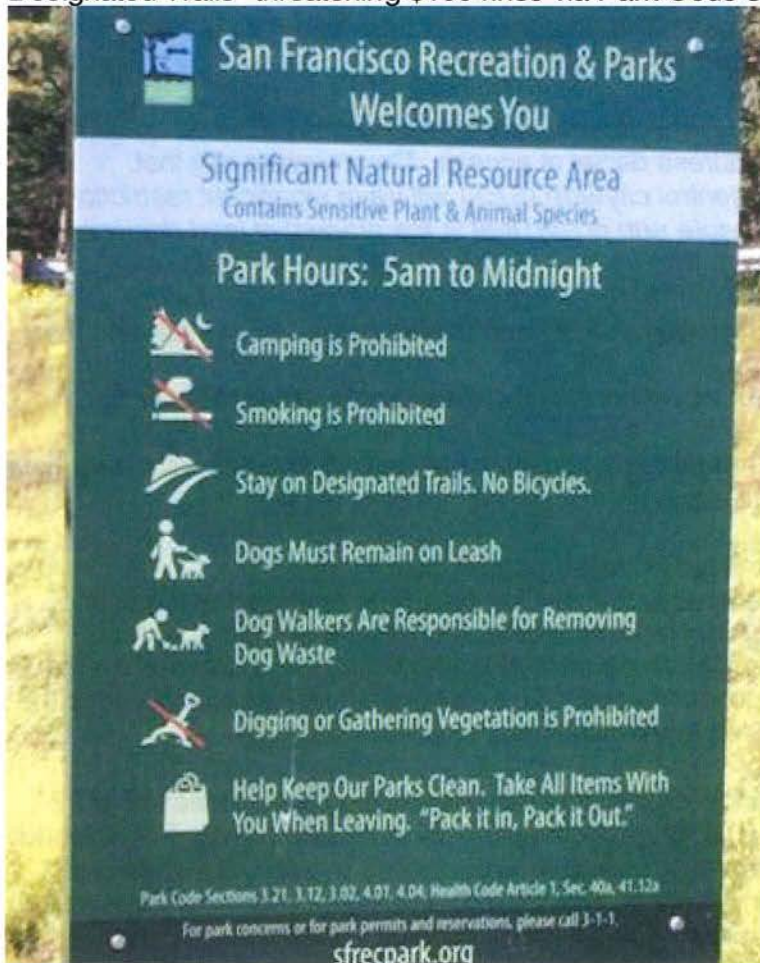 San Francisco Recreation & Parks
Welcomes You
Significant Natural Resource Area
Contains Sensitive Plant & Animal Species
Park Hours: 5am to Midnight
Camping is Prohibited
Smoking is Prohibited
Stay on Designated Trails. No Bicycles.
Dogs Must Remain on Leash
Dog Walkers Are Responsible for Removing
Dog Waste
Digging or Gathering Vegetation is Prohibited
Help Keep Our Parks Clean. Take All Items With
You When Leaving. "Pack it in, Pack it Out."
Park Code Sections 3.21, 3.12, 3.02, 4.01, 4.04, Health Code Article 1, Sec. 40a, 41.12a
For park concerns or for park permits and reservations, please call 3-1-1.
sfrecpark.org